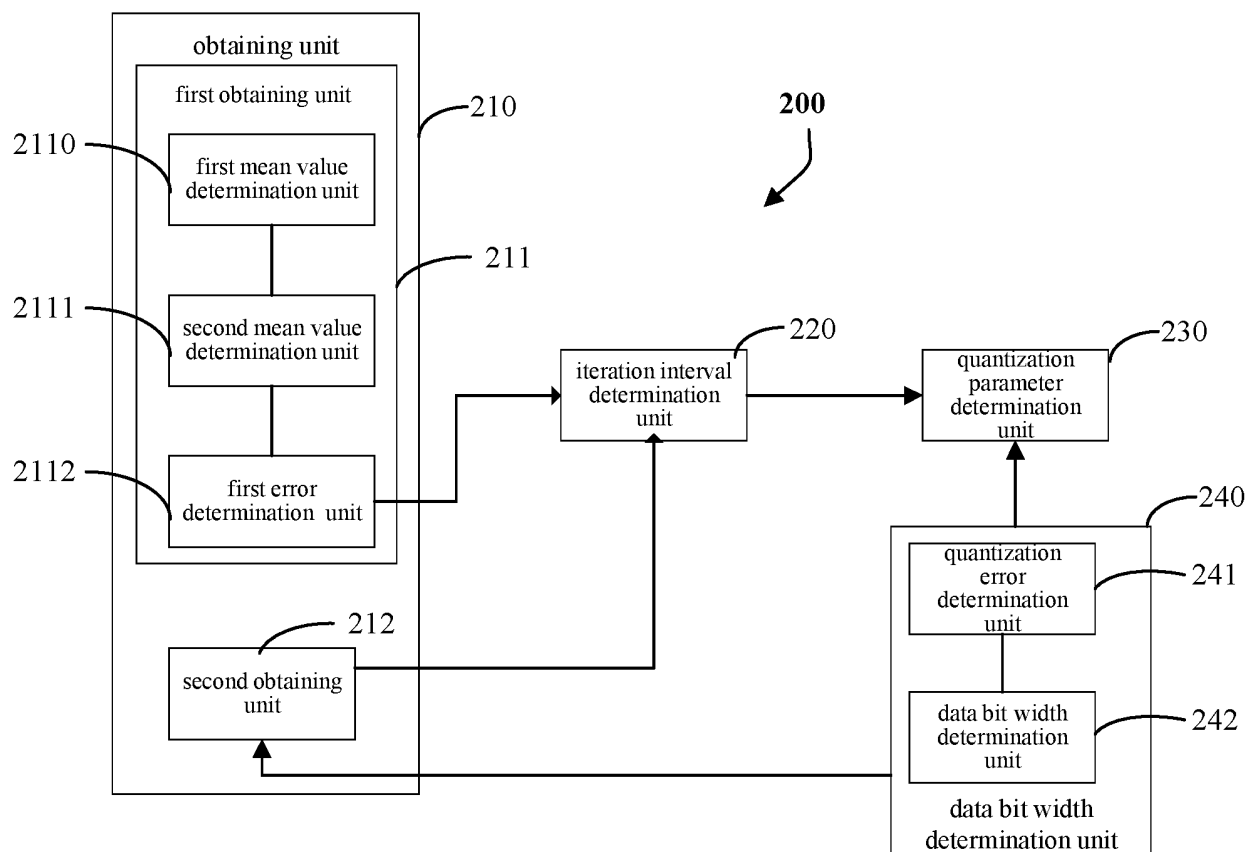 obtaining unit
first obtaining unit
210
200
2110
first mean value
determination unit
211
2111
second mean value
determination unit
220
230
iteration interval
determination
unit
quantization
parameter
determination
unit
2112
first error
determination unit
240
quantization
error
determination
unit
241
212
second obtaining
unit
data bit width
determination
unit
242
data bit width
determination unit